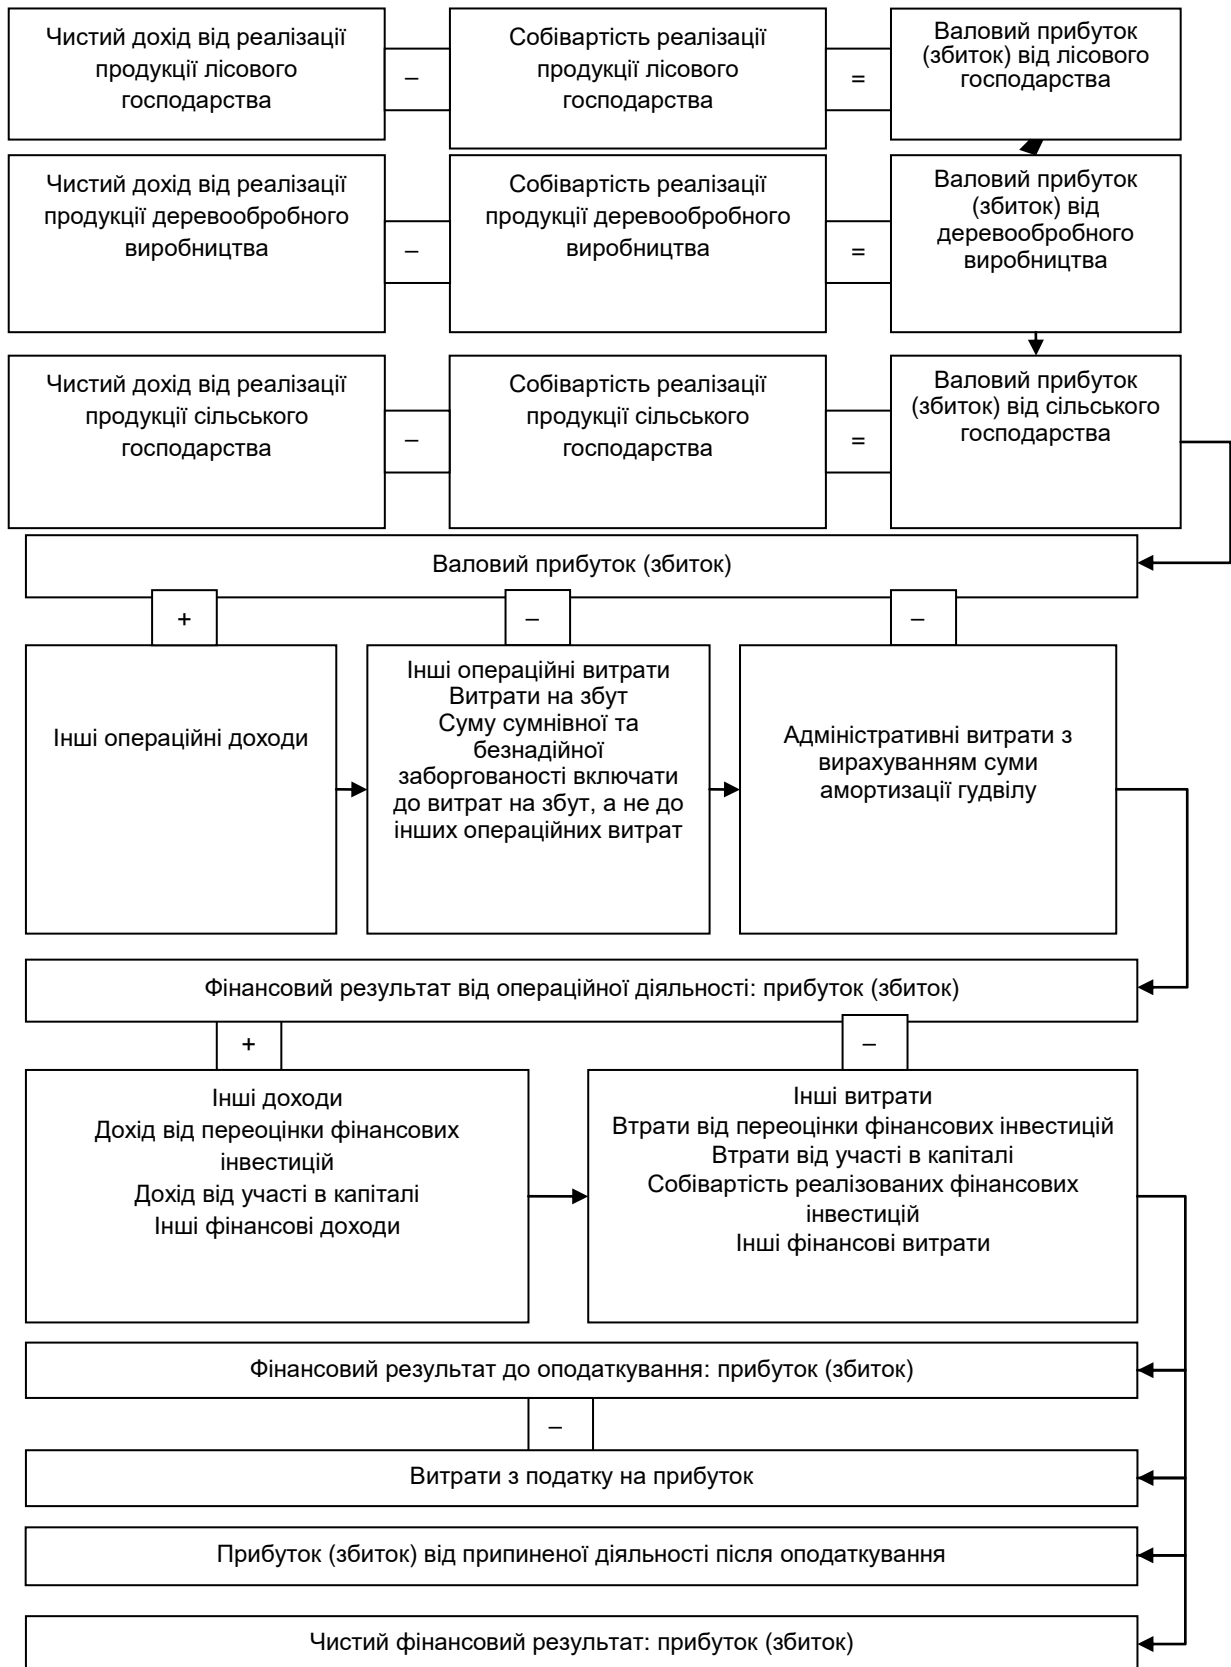 Чистий дохід від реалізації
продукції лісового
господарства
–
Собівартість реалізації
продукції лісового
господарства
=
Валовий прибуток
(збиток) від лісового
господарства
Чистий дохід від реалізації
продукції деревообробного
виробництва
–
Собівартість реалізації
продукції деревообробного
виробництва
=
Валовий прибуток
(збиток) від
деревообробного
виробництва
Чистий дохід від реалізації
продукції сільського
господарства
–
Собівартість реалізації
продукції сільського
господарства
=
Валовий прибуток
(збиток) від сільського
господарства
Валовий прибуток (збиток)
+
–
–
Інші операційні доходи
Інші операційні витрати
Витрати на збут
Суму сумнівної та
безнадійної
заборгованості включати
до витрат на збут, а не до
інших операційних витрат
Адміністративні витрати з
вирахуванням суми
амортизації гудвілу
Фінансовий результат від операційної діяльності: прибуток (збиток)
+
–
Інші доходи
Дохід від переоцінки фінансових
інвестицій
Дохід від участі в капіталі
Інші фінансові доходи
Інші витрати
Втрати від переоцінки фінансових інвестицій
Втрати від участі в капіталі
Собівартість реалізованих фінансових
інвестицій
Інші фінансові витрати
Фінансовий результат до оподаткування: прибуток (збиток)
–
Витрати з податку на прибуток
Прибуток (збиток) від припиненої діяльності після оподаткування
Чистий фінансовий результат: прибуток (збиток)